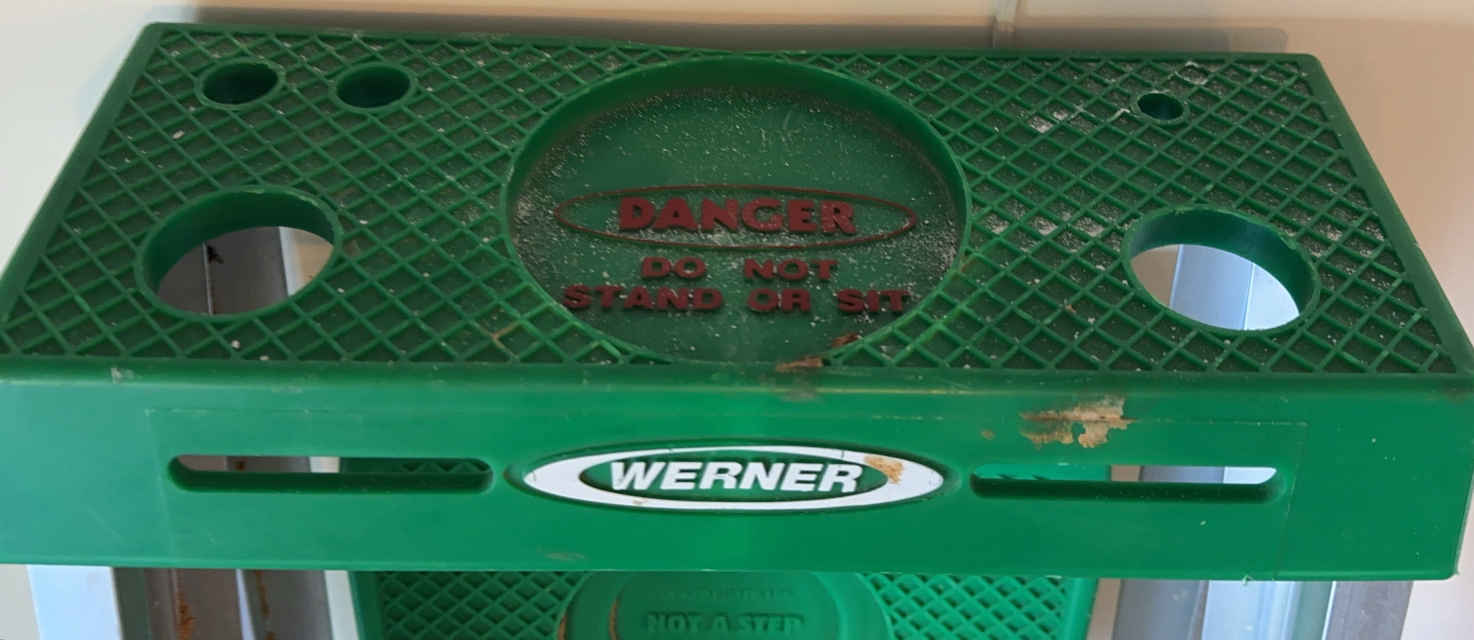 DANGER
DO NOT
STAND OR SIT
WERNER
NOT A STEP